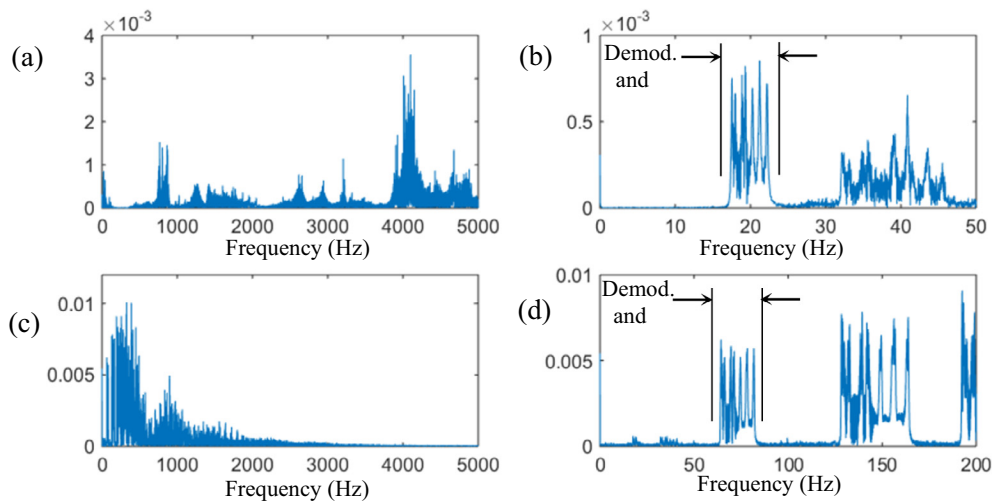 (a)
×10⁻³
4
3
2
1
0
0 1000 2000 3000 4000 5000
Frequency (Hz)
(b)
×10⁻³
1
0.5
0
Demod.
and
0 10 20 30 40 50
Frequency (Hz)
(c)
0.01
0.005
0
0 1000 2000 3000 4000 5000
Frequency (Hz)
(d)
0.01
0.005
0
Demod.
and
0 50 100 150 200
Frequency (Hz)